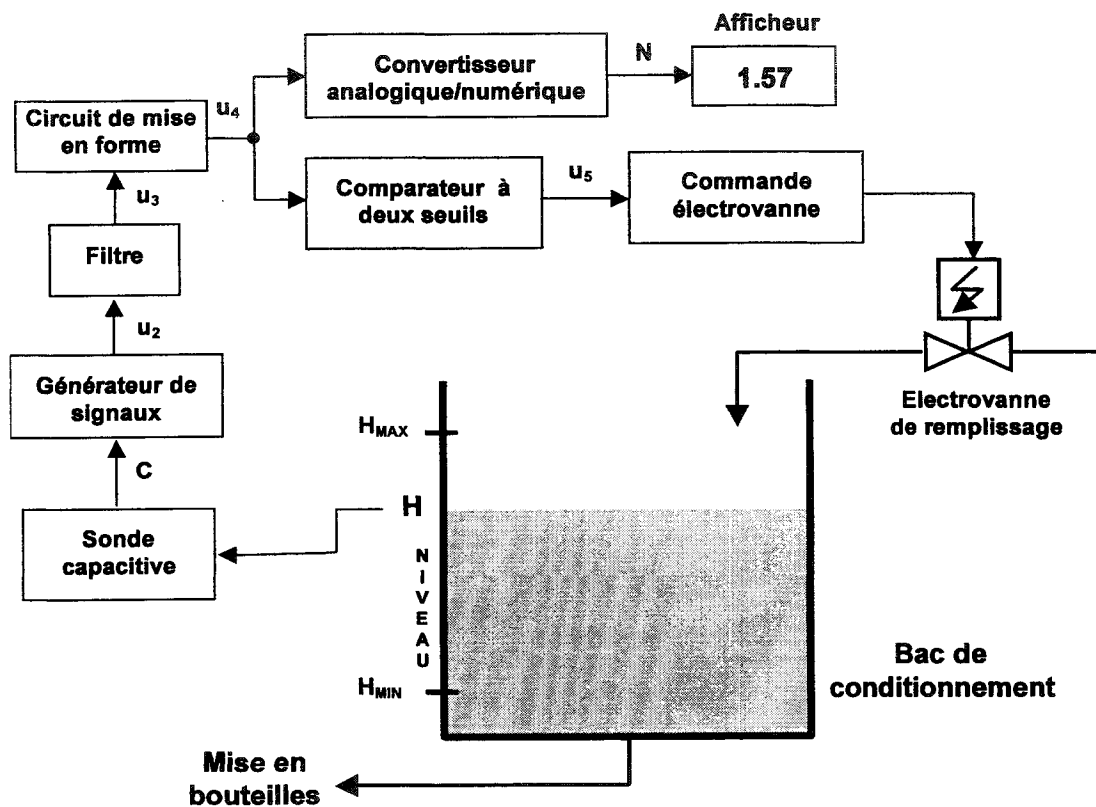 Afficheur
Convertisseur
analogique/numérique
N
1.57
Circuit de mise
en forme
u4
Comparateur à
deux seuils
u5
Commande
électrovanne
u3
Filtre
u2
Générateur de
signaux
Electrovanne
de remplissage
HMAX
C
H
Sonde
capacitive
NIVEAU
Bac de
conditionnement
HMIN
Mise en
bouteilles